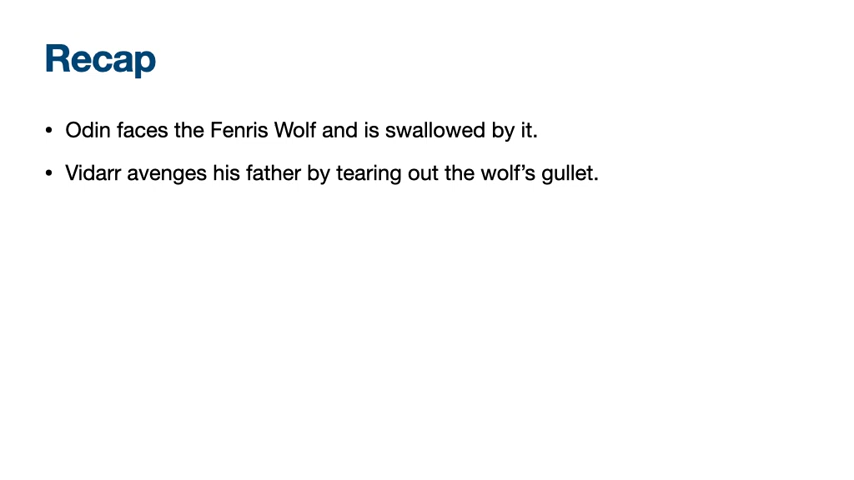 Recap
• Odin faces the Fenris Wolf and is swallowed by it.
• Vidarr avenges his father by tearing out the wolf’s gullet.